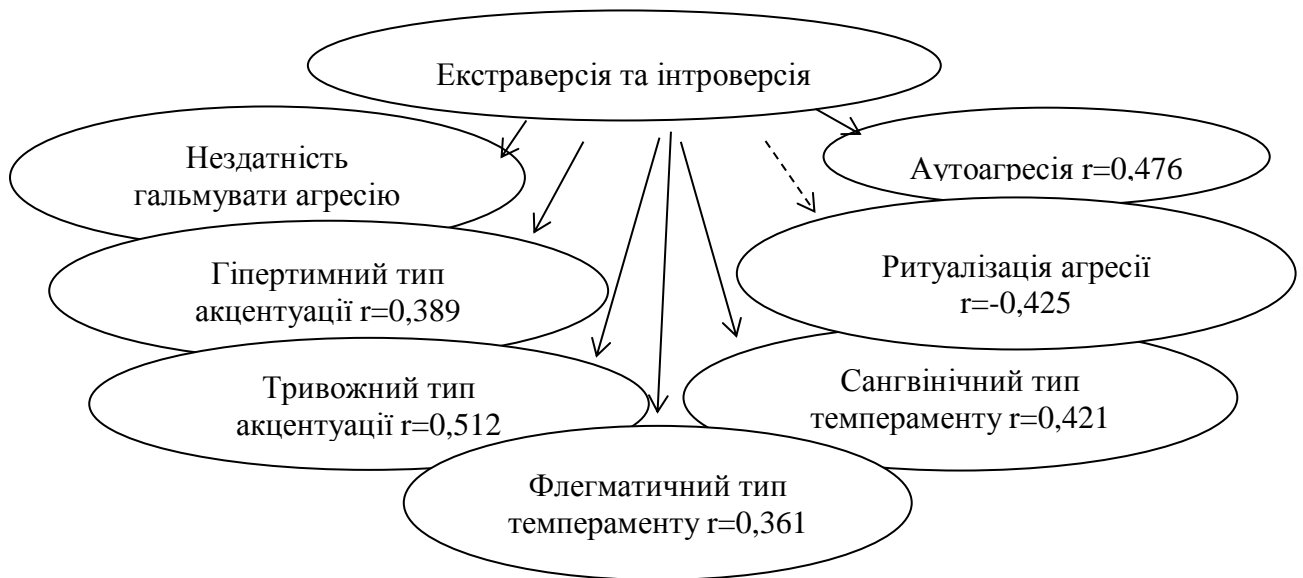 Екстраверсія та інтроверсія
Нездатність
гальмувати агресію
Аутоагресія r=0,476
Гіпертимний тип
акцентуації r=0,389
Ритуалізація агресії
r=-0,425
Тривожний тип
акцентуації r=0,512
Сангвінічний тип
темпераменту r=0,421
Флегматичний тип
темпераменту r=0,361